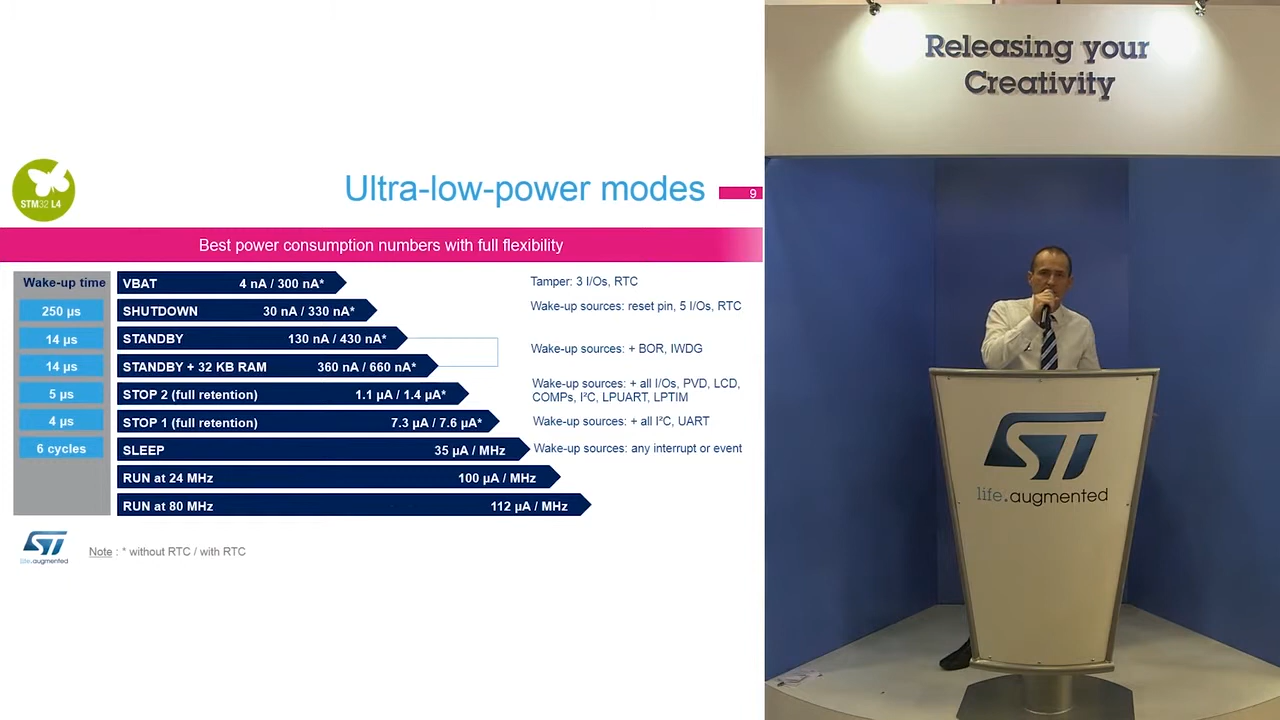 Releasing your
Creativity
STM32 L4
Ultra-low-power modes
9
Best power consumption numbers with full flexibility
Wake-up time
VBAT 4 nA / 300 nA*
Tamper: 3 I/Os, RTC
250 µs
SHUTDOWN 30 nA / 330 nA*
Wake-up sources: reset pin, 5 I/Os, RTC
14 µs
STANDBY 130 nA / 430 nA*
Wake-up sources: + BOR, IWDG
14 µs
STANDBY + 32 KB RAM 360 nA / 660 nA*
5 µs
STOP 2 (full retention) 1.1 µA / 1.4 µA*
Wake-up sources: + all I/Os, PVD, LCD,
COMPs, I²C, LPUART, LPTIM
4 µs
STOP 1 (full retention) 7.3 µA / 7.6 µA*
Wake-up sources: + all I²C, UART
6 cycles
SLEEP 35 µA / MHz
Wake-up sources: any interrupt or event
RUN at 24 MHz 100 µA / MHz
RUN at 80 MHz 112 µA / MHz
ST
life.augmented
Note : * without RTC / with RTC
ST
life.augmented